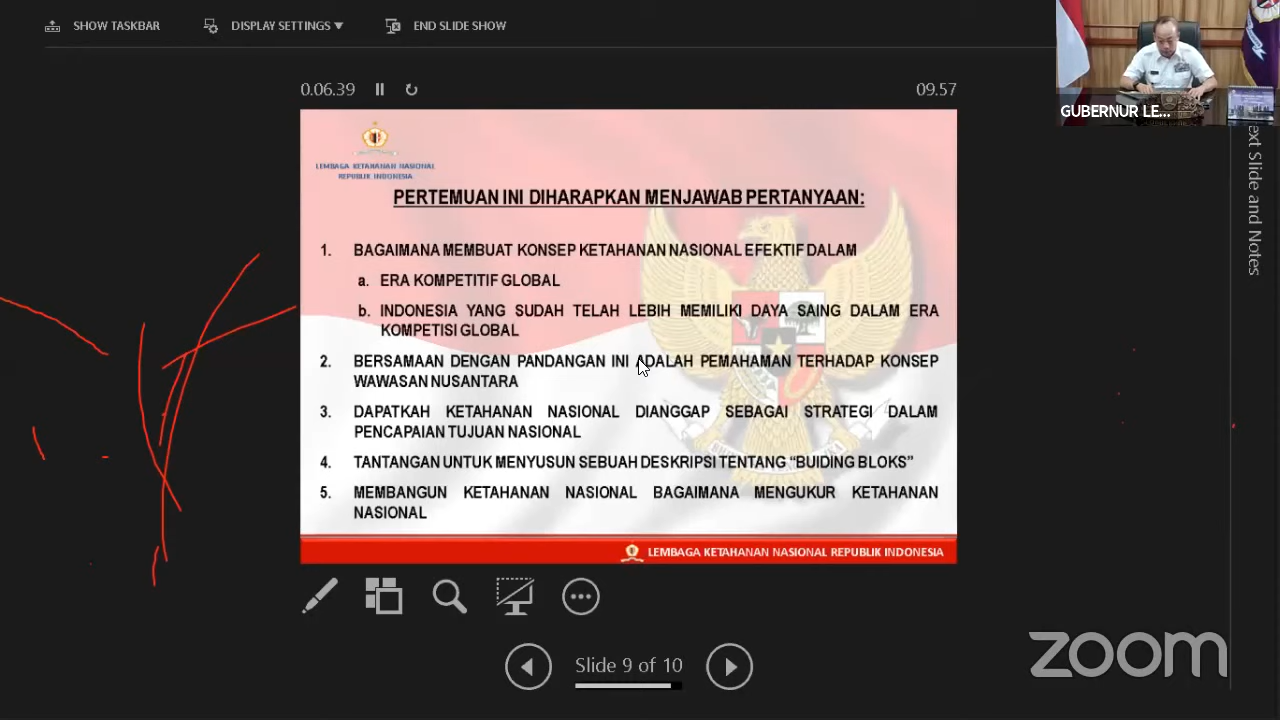 SHOW TASKBAR
DISPLAY SETTINGS
END SLIDE SHOW
GUBERNUR LE...
0.06.39
09.57
ext Slide and Notes
LEMBAGA KETAHANAN NASIONAL
REPUBLIK INDONESIA
PERTEMUAN INI DIHARAPKAN MENJAWAB PERTANYAAN:
1. BAGAIMANA MEMBUAT KONSEP KETAHANAN NASIONAL EFEKTIF DALAM
a. ERA KOMPETITIF GLOBAL
b. INDONESIA YANG SUDAH TELAH LEBIH MEMILIKI DAYA SAING DALAM ERA
KOMPETISI GLOBAL
2. BERSAMAAN DENGAN PANDANGAN INI ADALAH PEMAHAMAN TERHADAP KONSEP
WAWASAN NUSANTARA
3. DAPATKAH KETAHANAN NASIONAL DIANGGAP SEBAGAI STRATEGI DALAM
PENCAPAIAN TUJUAN NASIONAL
4. TANTANGAN UNTUK MENYUSUN SEBUAH DESKRIPSI TENTANG “BUIDING BLOKS”
5. MEMBANGUN KETAHANAN NASIONAL BAGAIMANA MENGUKUR KETAHANAN
NASIONAL
LEMBAGA KETAHANAN NASIONAL REPUBLIK INDONESIA
Slide 9 of 10
zoom